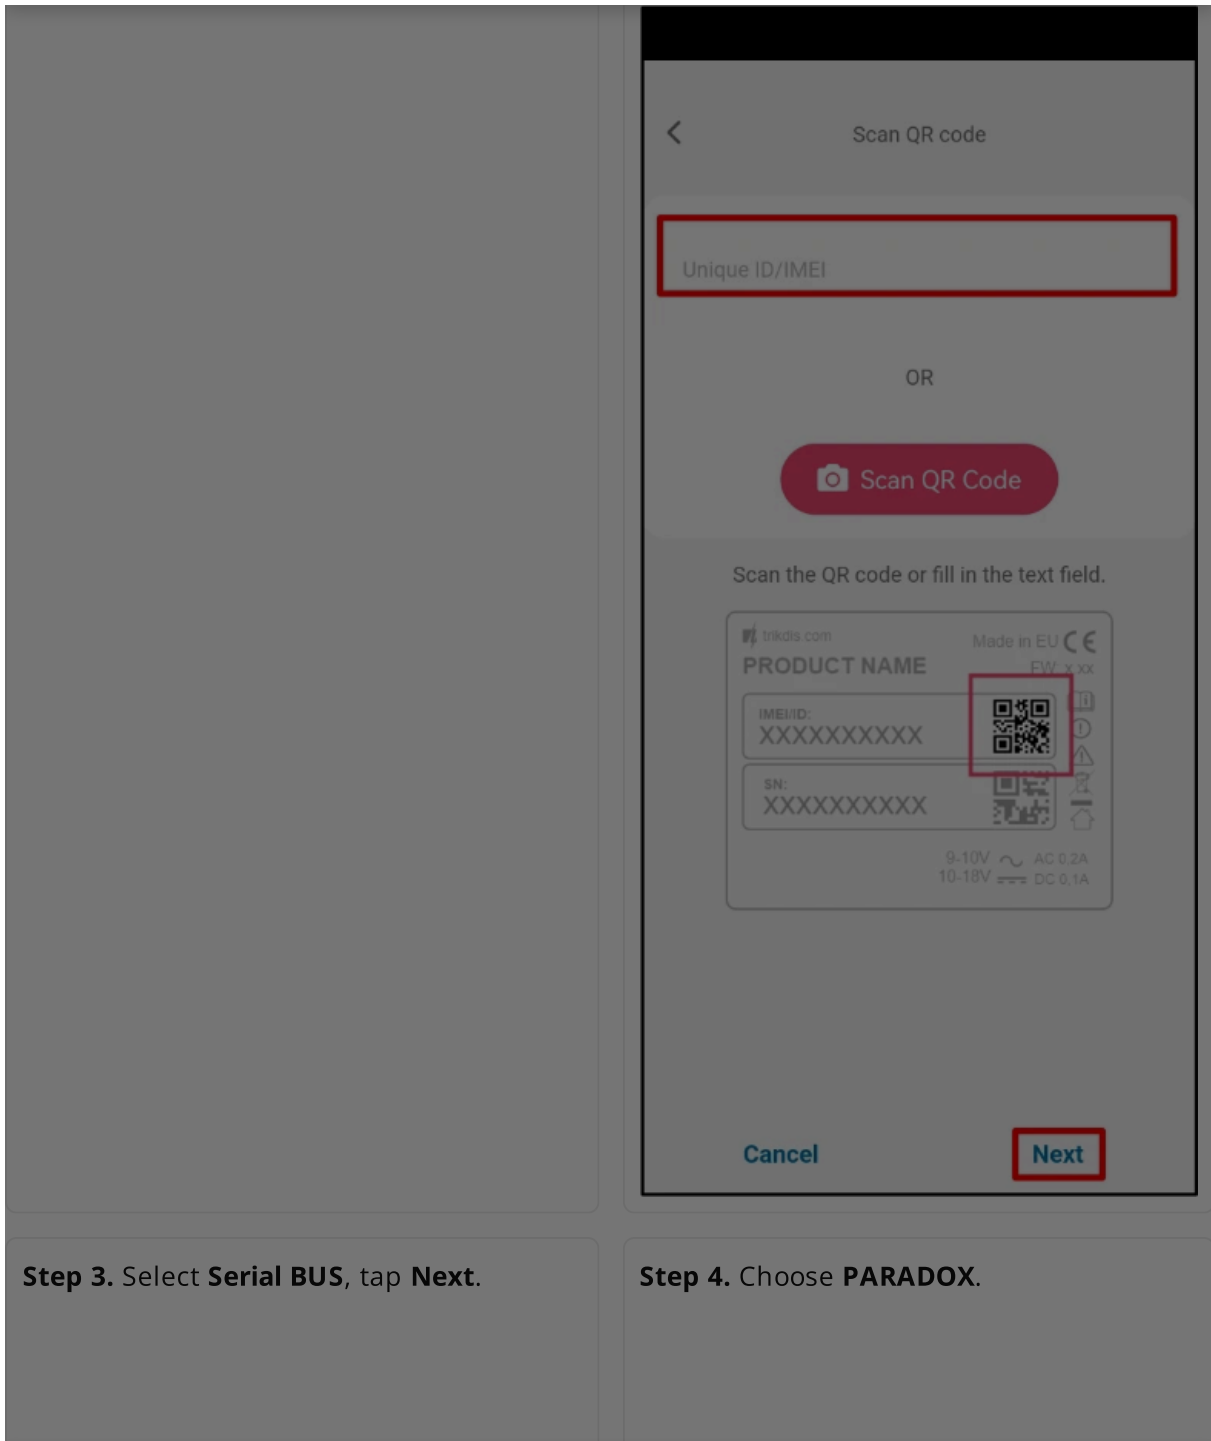 Scan QR code
Unique ID/IMEI
OR
Scan QR Code
Scan the QR code or fill in the text field.
trikdis.com
Made in EU CE
PRODUCT NAME
FW: x.xx
IMEI/ID:
XXXXXXXXXX
SN:
XXXXXXXXXX
9-10V AC 0,2A
10-18V DC 0,1A
Cancel
Next
Step 3. Select Serial BUS, tap Next.
Step 4. Choose PARADOX.